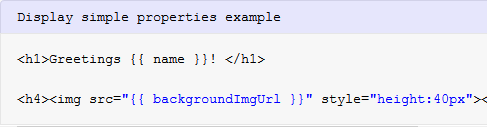 Display simple properties example
<h1>Greetings {{ name }}! </h1>
<h4><img src="{{ backgroundImgUrl }}" style="height:40px"><